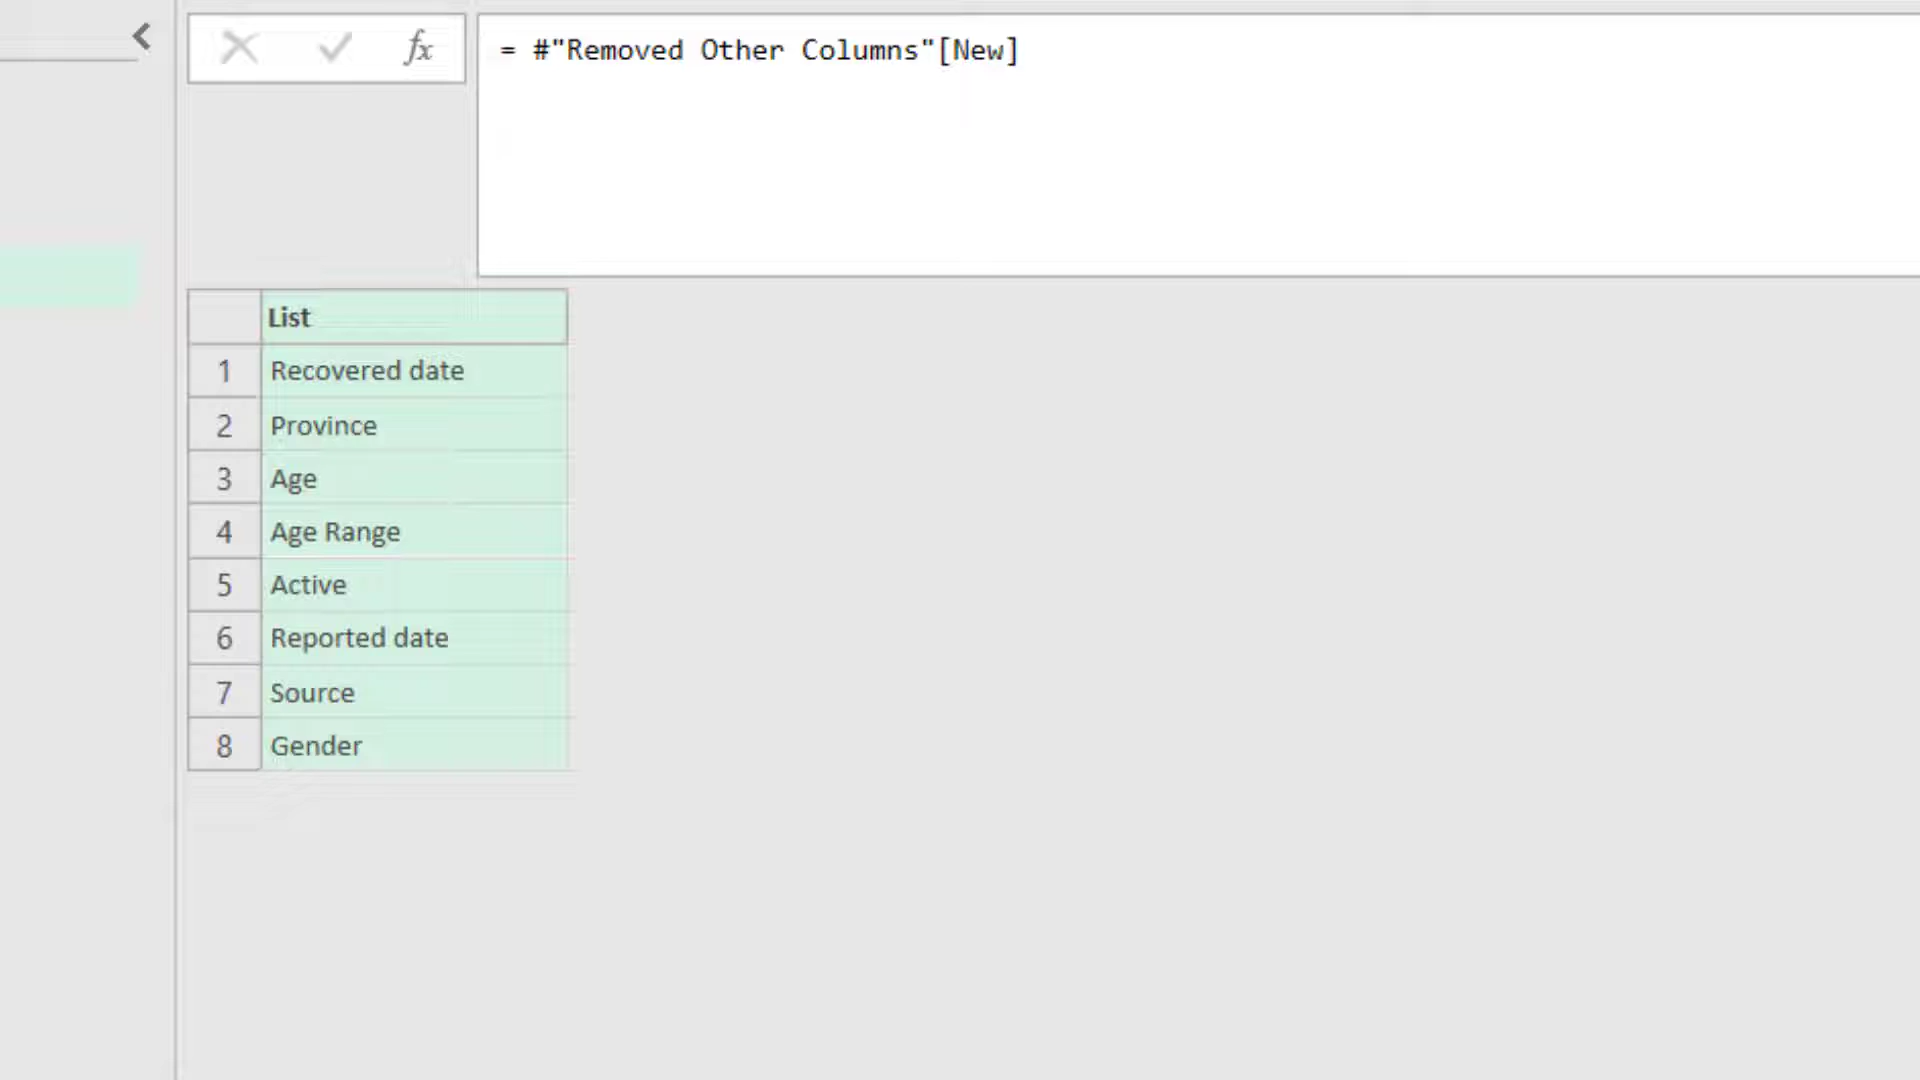 fx
= #"Removed Other Columns"[New]
List
1 Recovered date
2 Province
3 Age
4 Age Range
5 Active
6 Reported date
7 Source
8 Gender